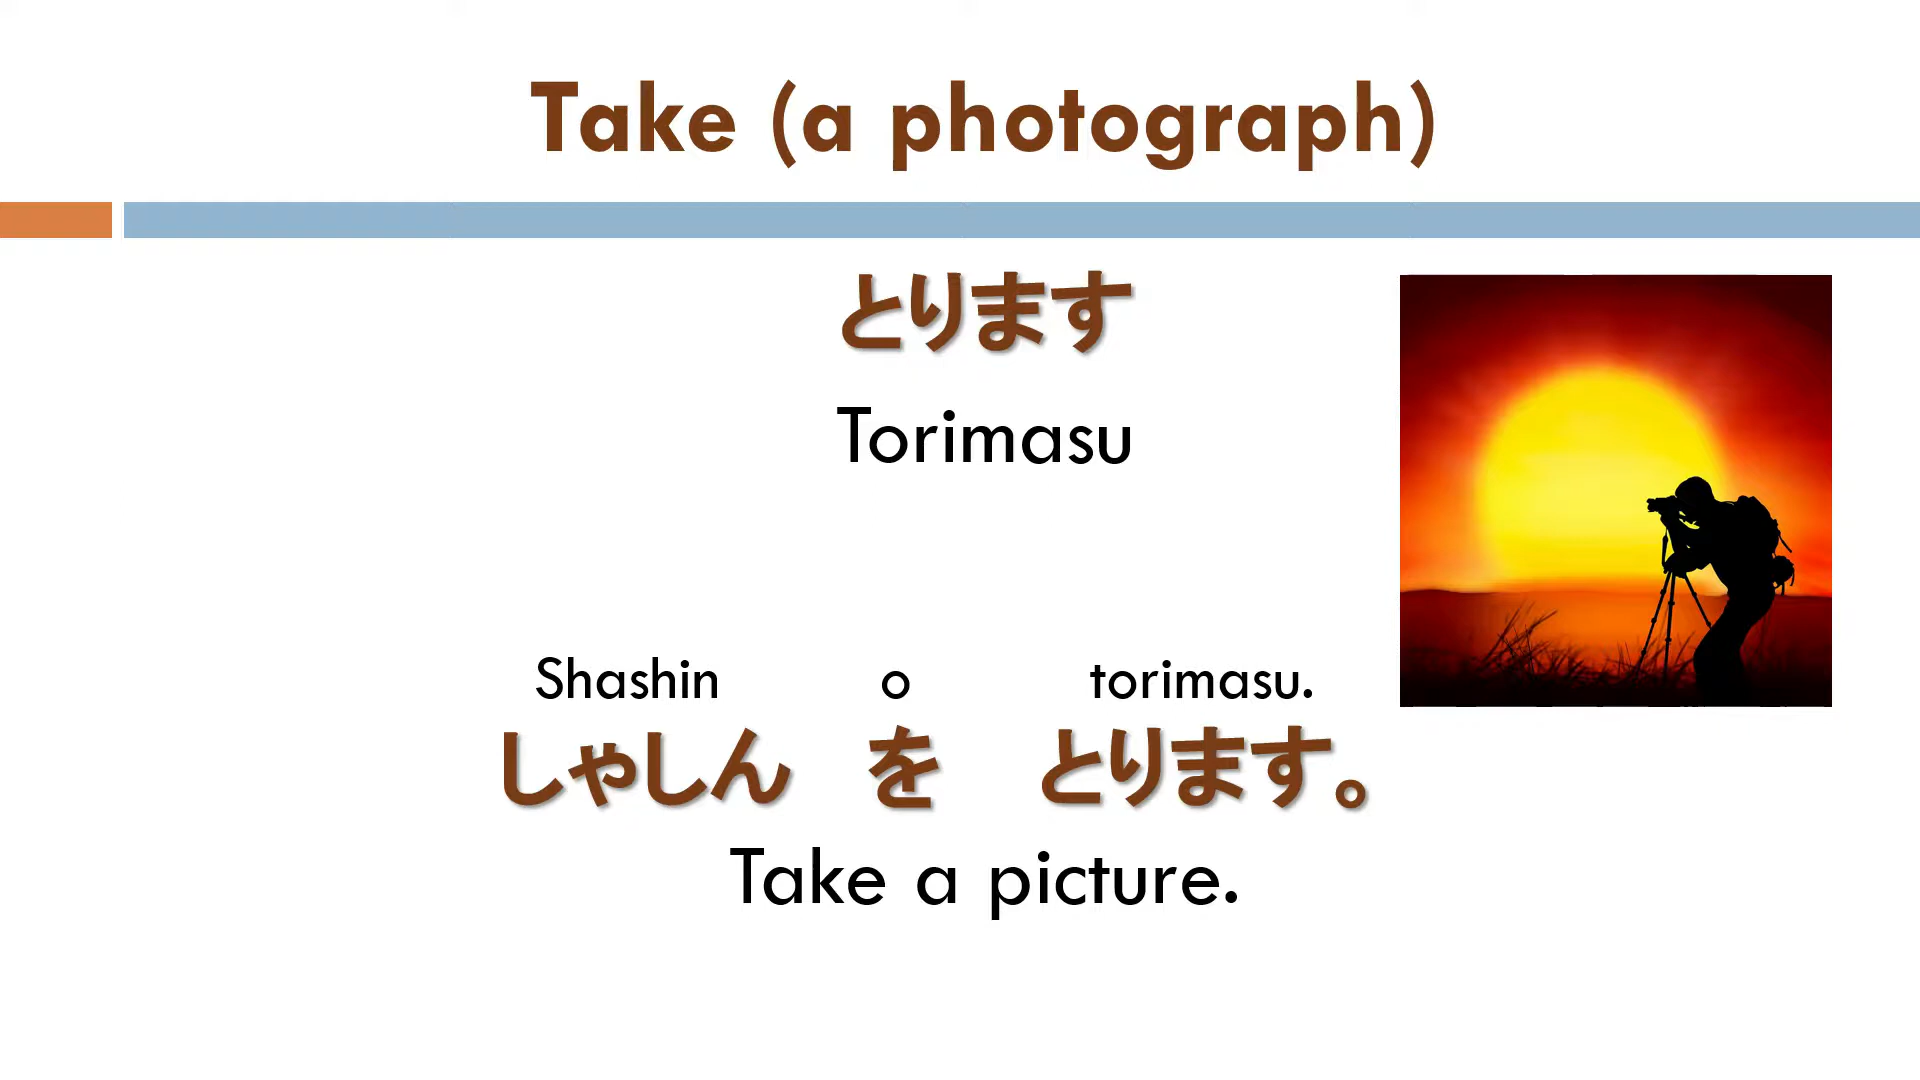 Take (a photograph)
とります
Torimasu
Shashin o torimasu.
しゃしん を とります。
Take a picture.